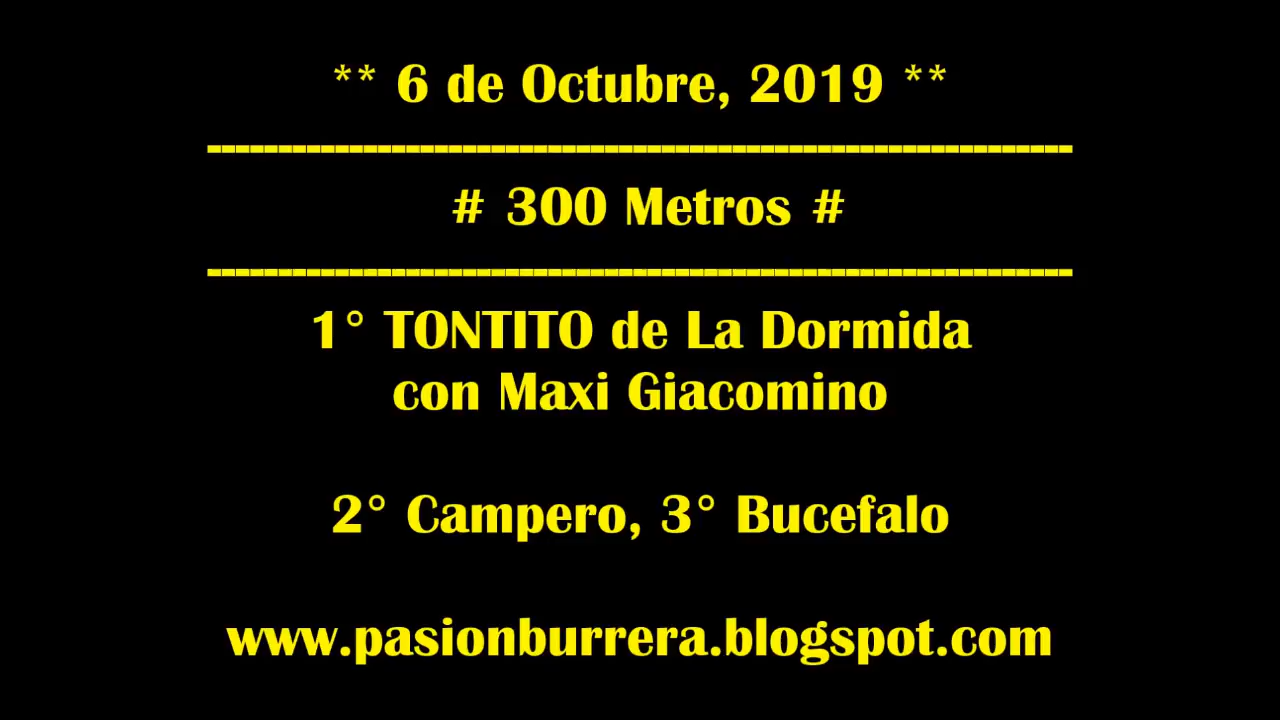 ** 6 de Octubre, 2019 **
-------------------------------------------------------------
# 300 Metros #
-------------------------------------------------------------
1° TONTITO de La Dormida
con Maxi Giacomino
2° Campero, 3° Bucefalo
www.pasionburrera.blogspot.com